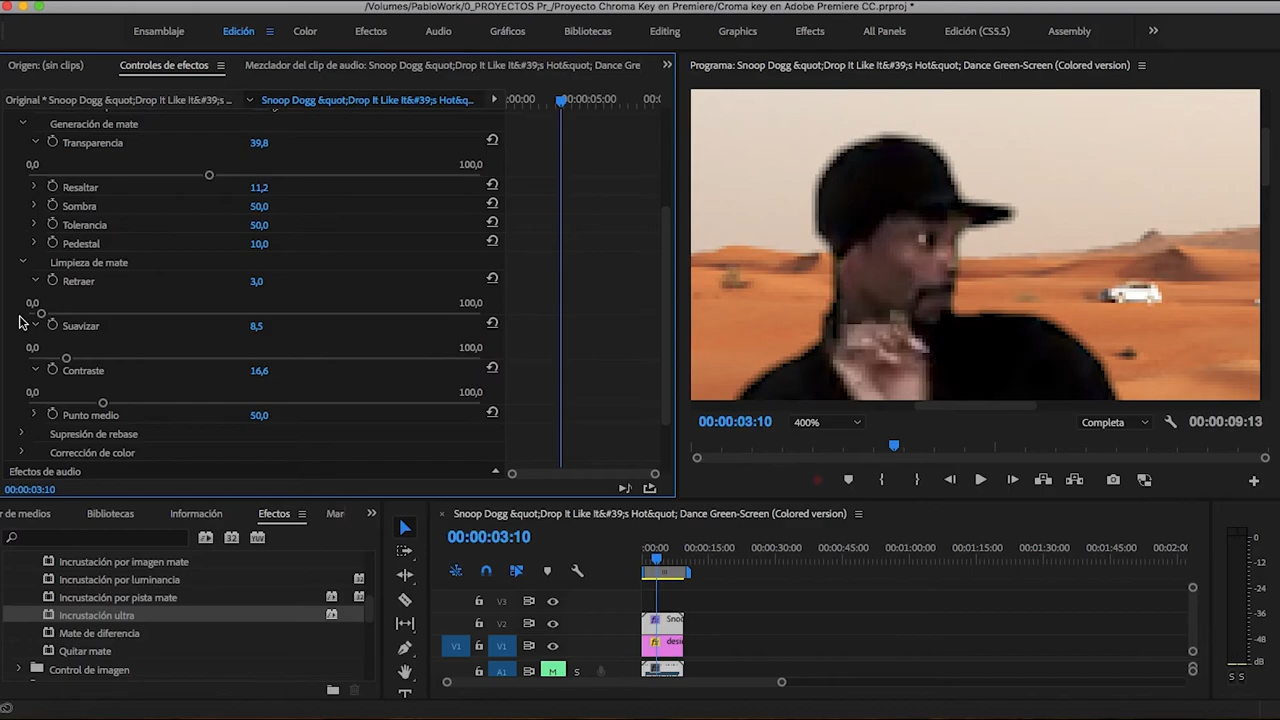 /Volumes/PabloWork/0_PROYECTOS Pr_/Proyecto Chroma Key en Premiere/Croma key en Adobe Premiere CC.prproj *
Ensamblaje Edición Color Efectos Audio Gráficos Bibliotecas Editing Graphics Effects All Panels Edición (CS5.5) Assembly
Origen: (sin clips) Controles de efectos Mezclador del clip de audio: Snoop Dogg &quot;Drop It Like It&#39;s Hot&quot; Dance Gre
Programa: Snoop Dogg &quot;Drop It Like It&#39;s Hot&quot; Dance Green-Screen (Colored version)
Original * Snoop Dogg &quot;Drop It Like It&#39;s ... Snoop Dogg &quot;Drop It Like It&#39;s Hot&q... :00:00 00:00:05:00 00:0
Generación de mate
Transparencia 39,8
0,0 100,0
Resaltar 11,2
Sombra 50,0
Tolerancia 50,0
Pedestal 10,0
Limpieza de mate
Retraer 3,0
0,0 100,0
Suavizar 8,5
0,0 100,0
Contraste 16,6
0,0 100,0
Punto medio 50,0
Supresión de rebase
Corrección de color
Efectos de audio
00:00:03:10
00:00:03:10 400% Completa 00:00:09:13
r de medios Bibliotecas Información Efectos Mar
Incrustación por imagen mate
Incrustación por luminancia
Incrustación por pista mate
Incrustación ultra
Mate de diferencia
Quitar mate
Control de imagen
× Snoop Dogg &quot;Drop It Like It&#39;s Hot&quot; Dance Green-Screen (Colored version)
00:00:03:10
:00:00 00:00:15:00 00:00:30:00 00:00:45:00 00:01:00:00 00:01:15:00 00:01:30:00 00:01:45:00 00:02:0
V3
V2 fx Snoo
V1 V1 fx desi
A1 M S
0
-6
-12
-18
-24
-30
-36
-42
-48
-54
dB
S S